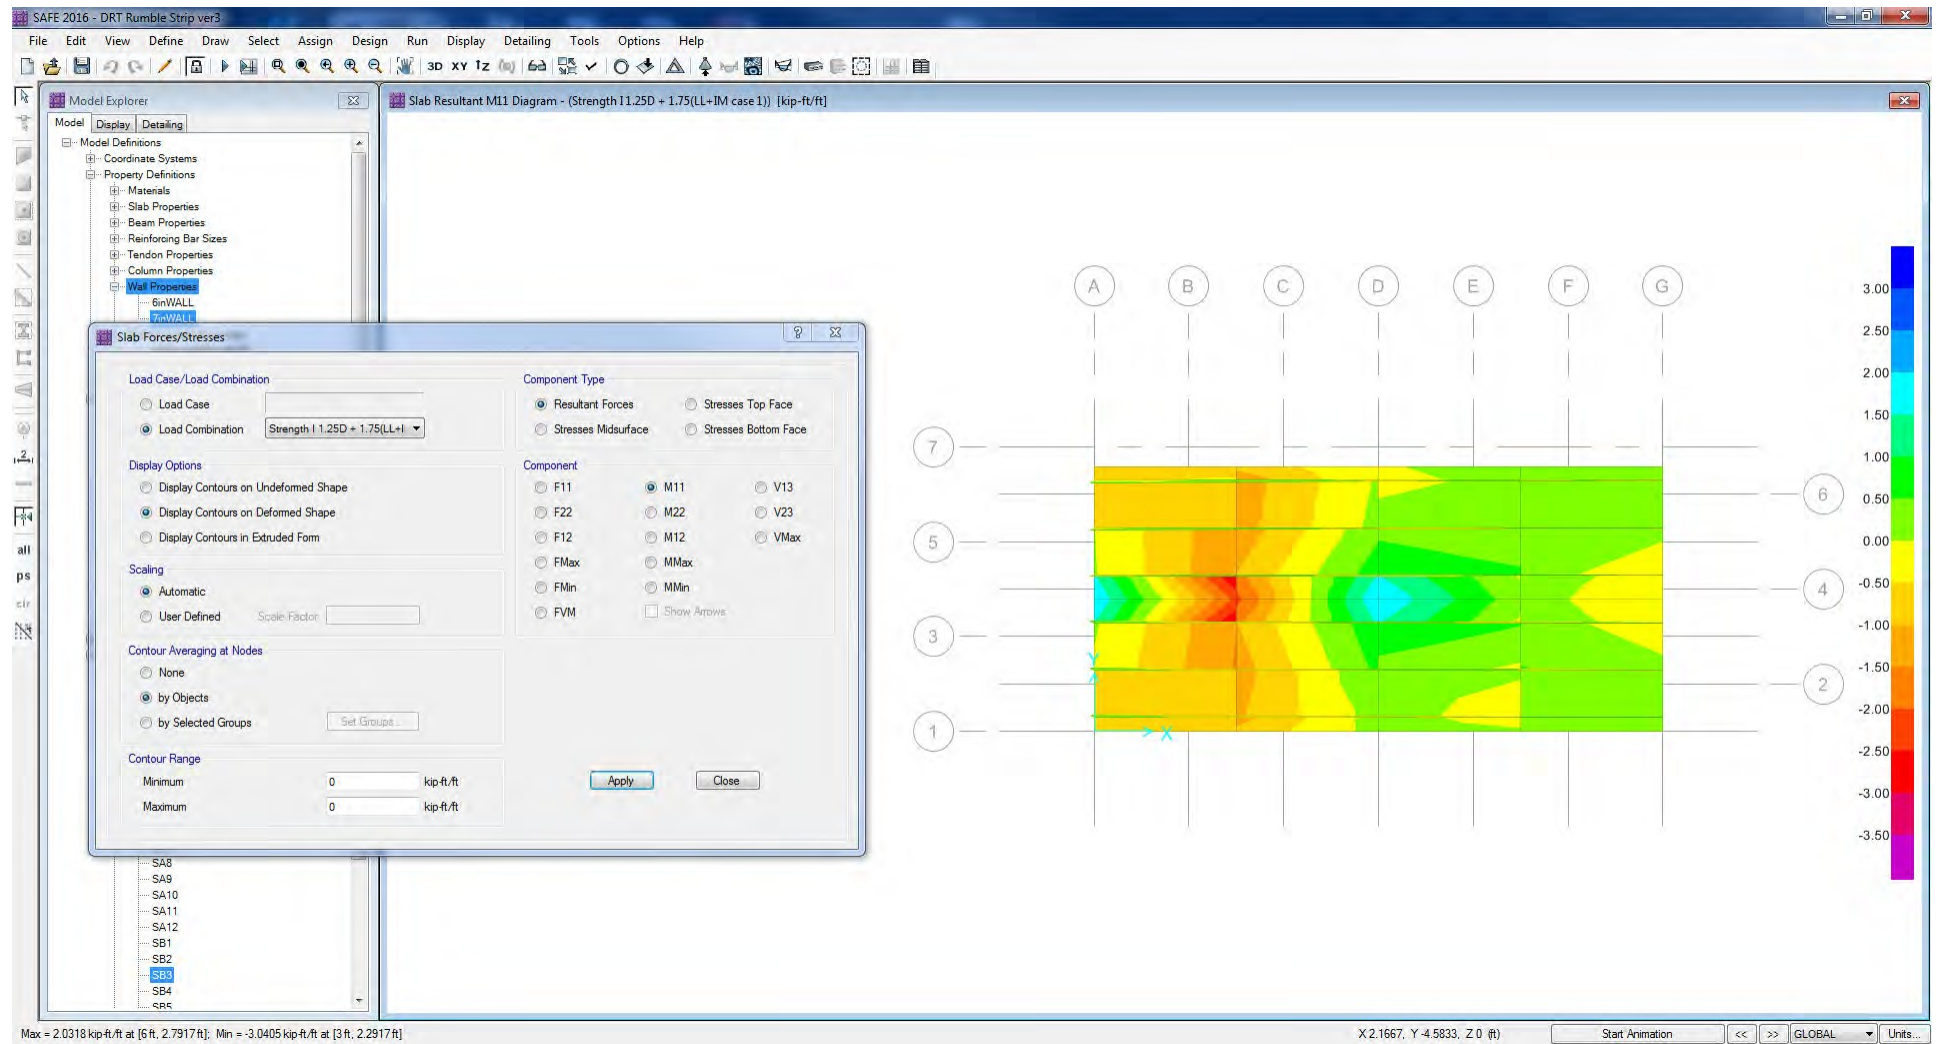 SAFE 2016 - DRT Rumble Strip ver3
File Edit View Define Draw Select Assign Design Run Display Detailing Tools Options Help
3D XY
Model Explorer
Model Display Detailing
Model Definitions
Coordinate Systems
Property Definitions
Materials
Slab Properties
Beam Properties
Reinforcing Bar Sizes
Tendon Properties
Column Properties
Wall Properties
6inWALL
7inWALL
Slab Forces/Stresses
?
Load Case/Load Combination
Load Case
Load Combination Strength I 1.25D + 1.75(LL+I
Display Options
Display Contours on Undeformed Shape
Display Contours on Deformed Shape
Display Contours in Extruded Form
Scaling
Automatic
User Defined Scale Factor
Contour Averaging at Nodes
None
by Objects
by Selected Groups Set Groups...
Contour Range
Minimum 0 kip-ft/ft
Maximum 0 kip-ft/ft
Component Type
Resultant Forces Stresses Top Face
Stresses Midsurface Stresses Bottom Face
Component
F11 M11 V13
F22 M22 V23
F12 M12 VMax
FMax MMax
FMin MMin
FVM Show Arrows
Apply Close
SA8
SA9
SA10
SA11
SA12
SB1
SB2
SB3
SB4
SB5
all
ps
clr
Slab Resultant M11 Diagram - (Strength I 1.25D + 1.75(LL+IM case 1)) [kip-ft/ft]
A B C D E F G
7
6
5
4
3
2
1
Y
X
3.00
2.50
2.00
1.50
1.00
0.50
0.00
-0.50
-1.00
-1.50
-2.00
-2.50
-3.00
-3.50
Max = 2.0318 kip-ft/ft at [6 ft, 2.7917 ft]; Min = -3.0405 kip-ft/ft at [3 ft, 2.2917 ft]
X 2.1667, Y -4.5833, Z 0 (ft) Start Animation << >> GLOBAL Units...